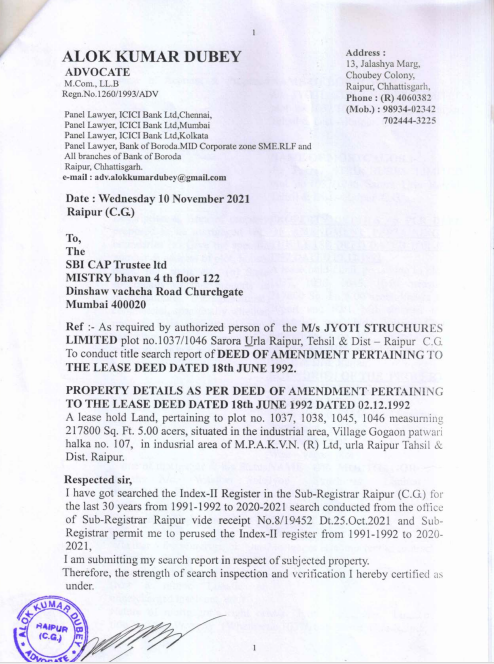 1
ALOK KUMAR DUBEY
ADVOCATE
M.Com., LL.B
Regn.No.1260/1993/ADV
Address :
13, Jalashya Marg,
Choubey Colony,
Raipur, Chhattisgarh,
Phone : (R) 4060382
(Mob.) : 98934-02342
702444-3225
Panel Lawyer, ICICI Bank Ltd,Chennai,
Panel Lawyer, ICICI Bank Ltd,Mumbai
Panel Lawyer, ICICI Bank Ltd,Kolkata
Panel Lawyer, Bank of Boroda.MID Corporate zone SME.RLF and
All branches of Bank of Boroda
Raipur, Chhattisgarh.
e-mail : adv.alokkumardubey@gmail.com
Date : Wednesday 10 November 2021
Raipur (C.G.)
To,
The
SBI CAP Trustee ltd
MISTRY bhavan 4 th floor 122
Dinshaw vachcha Road Churchgate
Mumbai 400020
Ref :- As required by authorized person of the M/s JYOTI STRUCHURES
LIMITED plot no.1037/1046 Sarora Urla Raipur, Tehsil & Dist – Raipur C.G.
To conduct title search report of DEED OF AMENDMENT PERTAINING TO
THE LEASE DEED DATED 18th JUNE 1992.
PROPERTY DETAILS AS PER DEED OF AMENDMENT PERTAINING
TO THE LEASE DEED DATED 18th JUNE 1992 DATED 02.12.1992
A lease hold Land, pertaining to plot no. 1037, 1038, 1045, 1046 measurning
217800 Sq. Ft. 5.00 acers, situated in the industrial area, Village Gogaon patwari
halka no. 107, in indusrial area of M.P.A.K.V.N. (R) Ltd, urla Raipur Tahsil &
Dist. Raipur.
Respected sir,
I have got searched the Index-II Register in the Sub-Registrar Raipur (C.G.) for
the last 30 years from 1991-1992 to 2020-2021 search conducted from the office
of Sub-Registrar Raipur vide receipt No.8/19452 Dt.25.Oct.2021 and Sub-
Registrar permit me to perused the Index-II register from 1991-1992 to 2020-
2021,
I am submitting my search report in respect of subjected property.
Therefore, the strength of search inspection and verification I hereby certified as
under.
ALOK KUMAR DUBEY
RAIPUR
(C.G.)
ADVOCATE
1